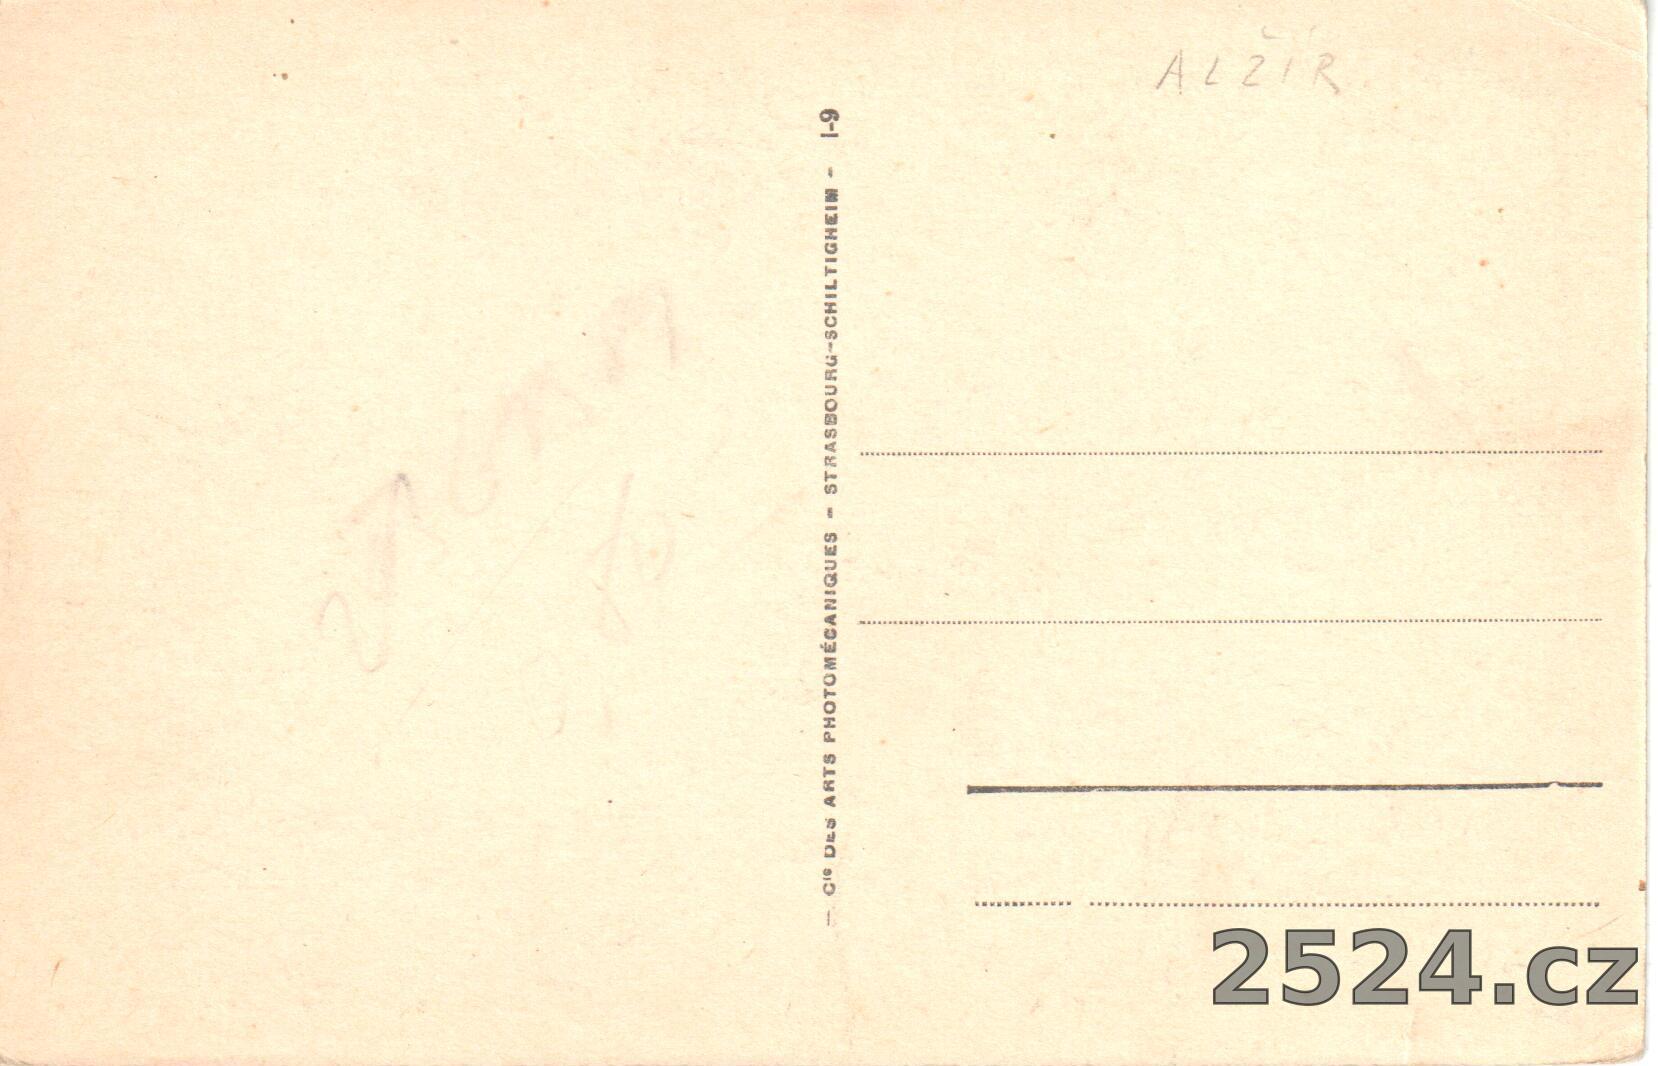 ALŽÍR
— Cie DES ARTS PHOTOMÉCANIQUES – STRASBOURG-SCHILTIGHEIM – I-9
2524.cz